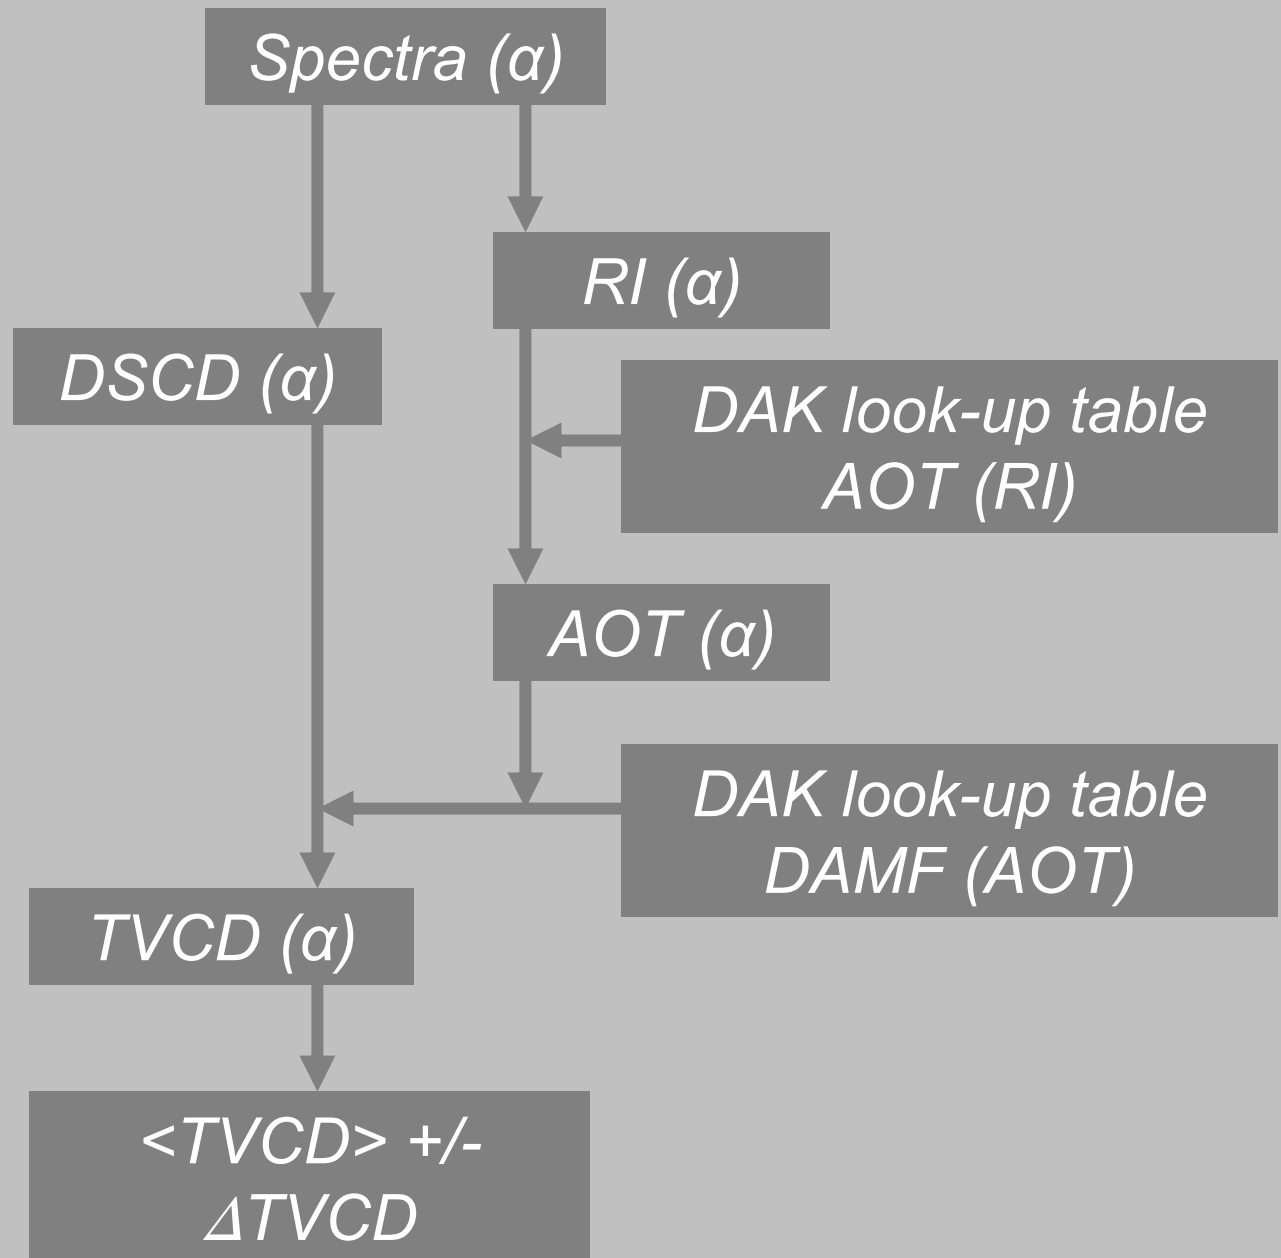 Spectra (α)
RI (α)
DSCD (α)
DAK look-up table
AOT (RI)
AOT (α)
DAK look-up table
DAMF (AOT)
TVCD (α)
<TVCD> +/-
ΔTVCD